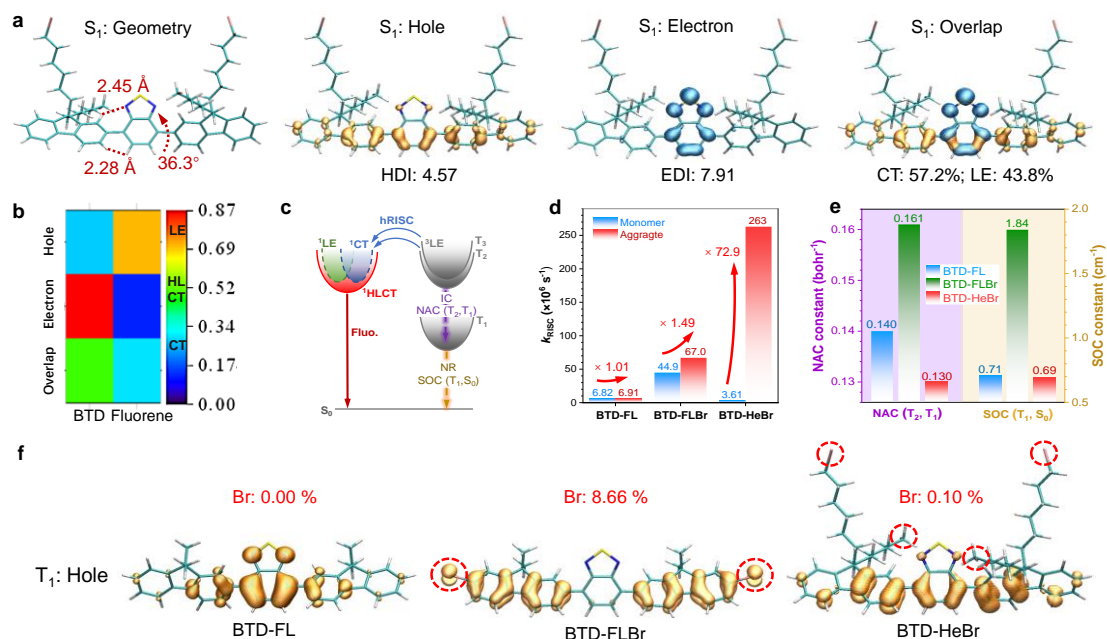 a
S1: Geometry
S1: Hole
S1: Electron
S1: Overlap
2.45 Å
2.28 Å
36.3°
HDI: 4.57
EDI: 7.91
CT: 57.2%; LE: 43.8%
b
Hole
Electron
Overlap
BTD Fluorene
0.87
0.76
0.65
0.52
0.44
0.34
0.26
0.17
0.00
LE
HL
CT
CT
c
hRISC
1LE
1CT
3LE
T3
T2
1HLCT
IC
NAC (T2,T1)
T1
Fluo.
NR
SOC (T1,S0)
S0
d
Monomer
Aggragte
kRISC (×10⁶ s⁻¹)
250
200
150
100
50
0
× 1.01
6.82
6.91
× 1.49
44.9
67.0
× 72.9
3.61
263
BTD-FL
BTD-FLBr
BTD-HeBr
e
NAC constant (bohr⁻¹)
0.16
0.15
0.14
0.13
BTD-FL
BTD-FLBr
BTD-HeBr
0.140
0.161
0.130
0.71
1.84
0.69
NAC (T2, T1)
SOC (T1, S0)
2.0
1.5
1.0
0.5
SOC constant (cm⁻¹)
f
Br: 0.00 %
Br: 8.66 %
Br: 0.10 %
T1: Hole
BTD-FL
BTD-FLBr
BTD-HeBr